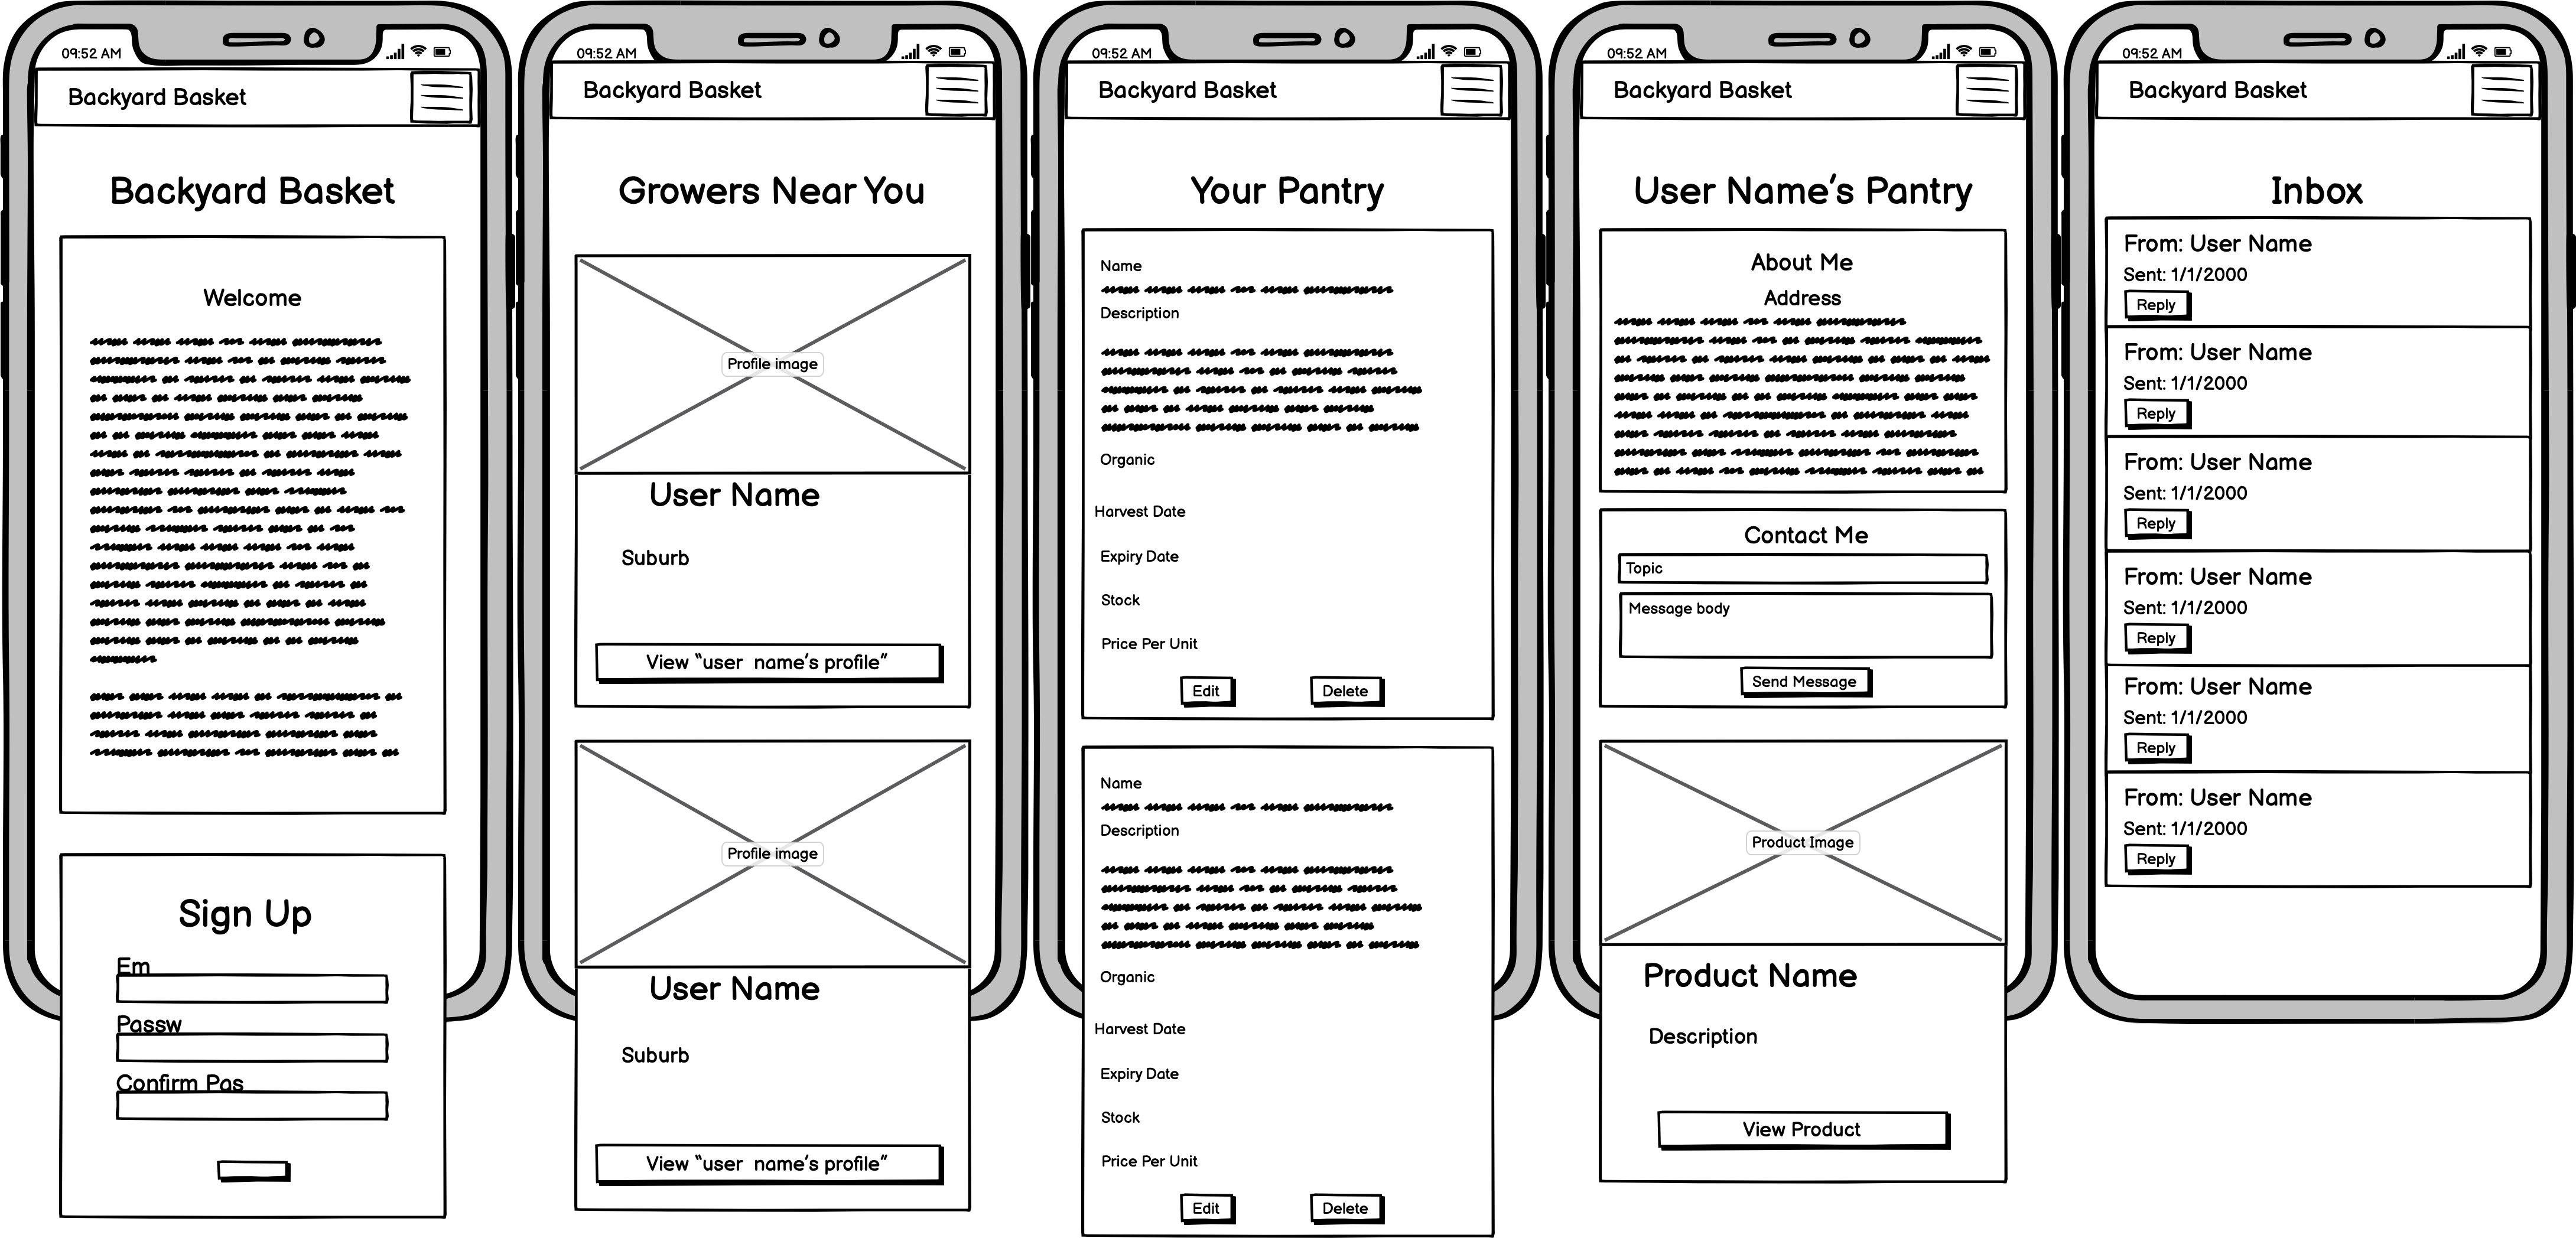 09:52 AM
Backyard Basket
Backyard Basket
Welcome
Sign Up
Em
Passw
Confirm Pas
09:52 AM
Backyard Basket
Growers Near You
Profile image
User Name
Suburb
View “user name’s profile”
Profile image
User Name
Suburb
View “user name’s profile”
09:52 AM
Backyard Basket
Your Pantry
Name
Description
Organic
Harvest Date
Expiry Date
Stock
Price Per Unit
Edit Delete
Name
Description
Organic
Harvest Date
Expiry Date
Stock
Price Per Unit
Edit Delete
09:52 AM
Backyard Basket
User Name’s Pantry
About Me
Address
Contact Me
Topic
Message body
Send Message
Product Image
Product Name
Description
View Product
09:52 AM
Backyard Basket
Inbox
From: User Name
Sent: 1/1/2000
Reply
From: User Name
Sent: 1/1/2000
Reply
From: User Name
Sent: 1/1/2000
Reply
From: User Name
Sent: 1/1/2000
Reply
From: User Name
Sent: 1/1/2000
Reply
From: User Name
Sent: 1/1/2000
Reply